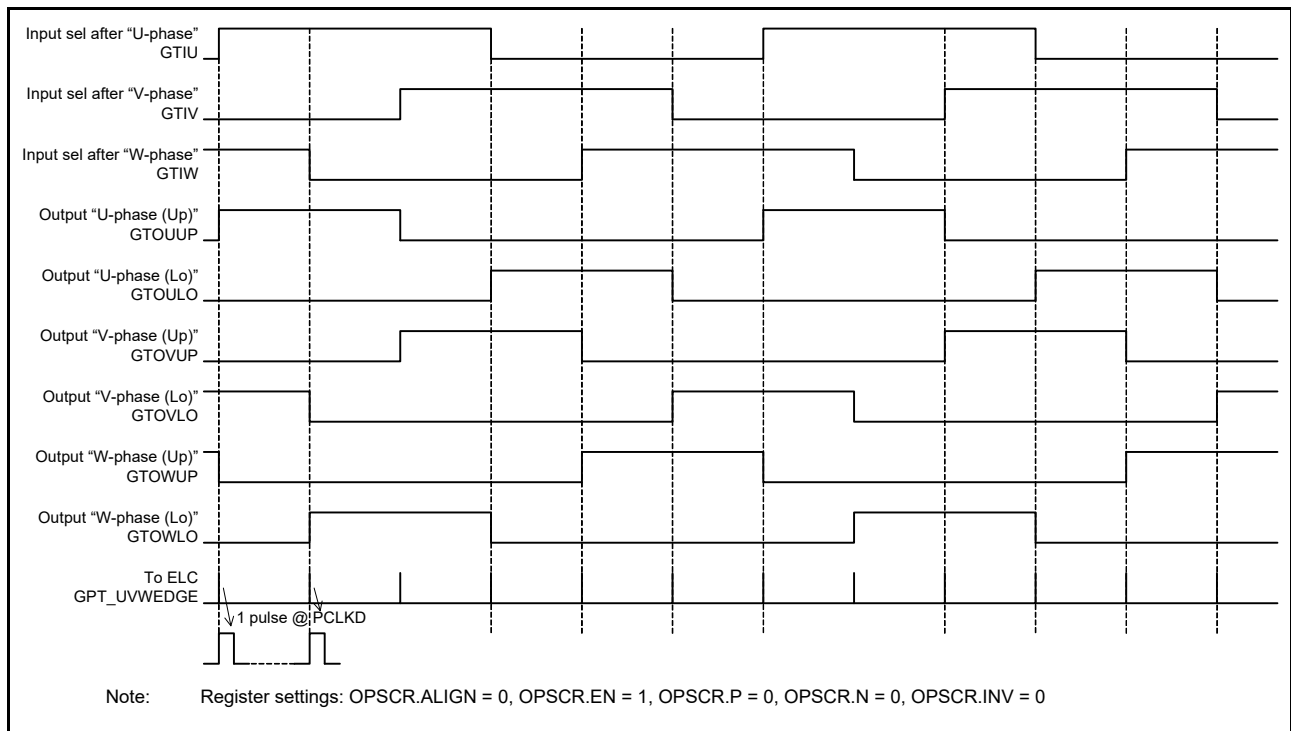 Input sel after “U-phase”
GTIU
Input sel after “V-phase”
GTIV
Input sel after “W-phase”
GTIW
Output “U-phase (Up)”
GTOUUP
Output “U-phase (Lo)”
GTOULO
Output “V-phase (Up)”
GTOVUP
Output “V-phase (Lo)”
GTOVLO
Output “W-phase (Up)”
GTOWUP
Output “W-phase (Lo)”
GTOWLO
To ELC
GPT_UVWEDGE
1 pulse @ PCLKD
Note: Register settings: OPSCR.ALIGN = 0, OPSCR.EN = 1, OPSCR.P = 0, OPSCR.N = 0, OPSCR.INV = 0